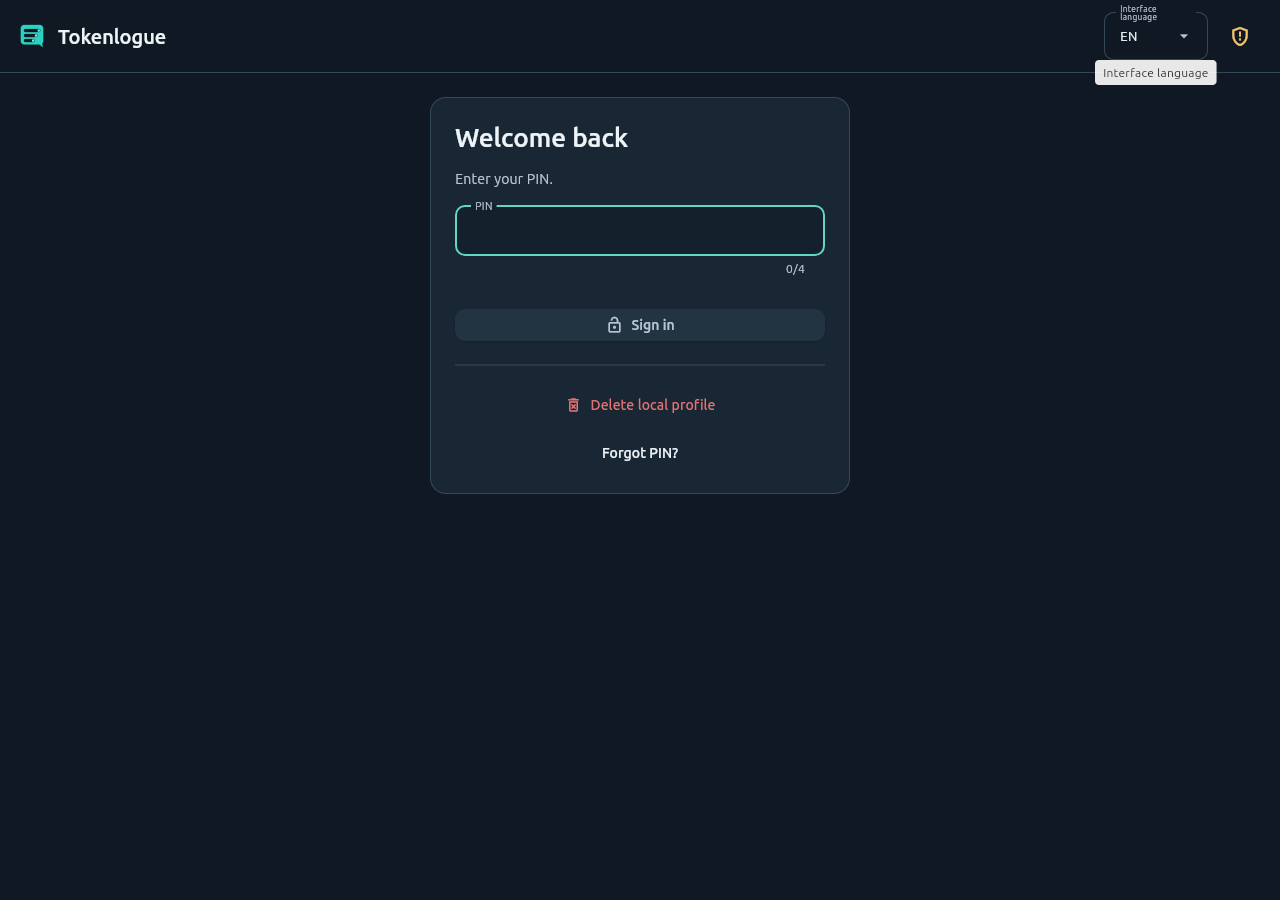 Tokenlogue
Interface
language
EN
Interface language
Welcome back
Enter your PIN.
PIN
0/4
Sign in
Delete local profile
Forgot PIN?